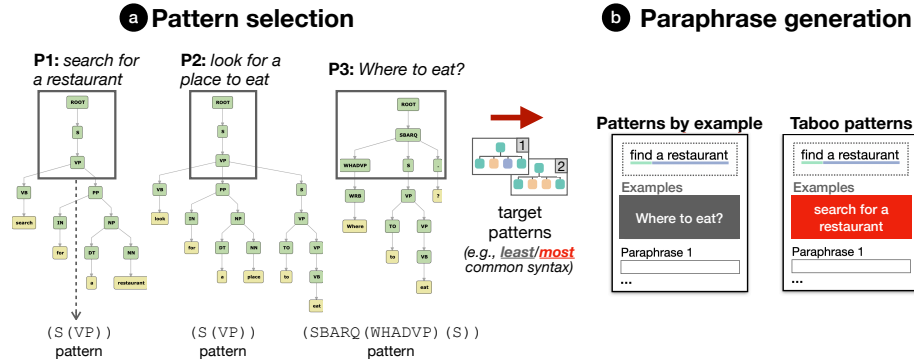 a Pattern selection
P1: search for
a restaurant
P2: look for a
place to eat
P3: Where to eat?
ROOT
S
VP
VB
PP
search
IN
NP
for
DT
NN
a
restaurant
(S(VP))
pattern
ROOT
S
VP
VB
PP
S
look
IN
NP
VP
for
DT
NN
TO
VP
a
place
to
VB
eat
(S(VP))
pattern
ROOT
SBARQ
WHADVP
S
.
WRB
VP
?
Where
TO
VP
to
VB
eat
(SBARQ(WHADVP)(S))
pattern
1
2
target
patterns
(e.g., least/most
common syntax)
b Paraphrase generation
Patterns by example
find a restaurant
Examples
Where to eat?
Paraphrase 1
...
Taboo patterns
find a restaurant
Examples
search for a
restaurant
Paraphrase 1
...